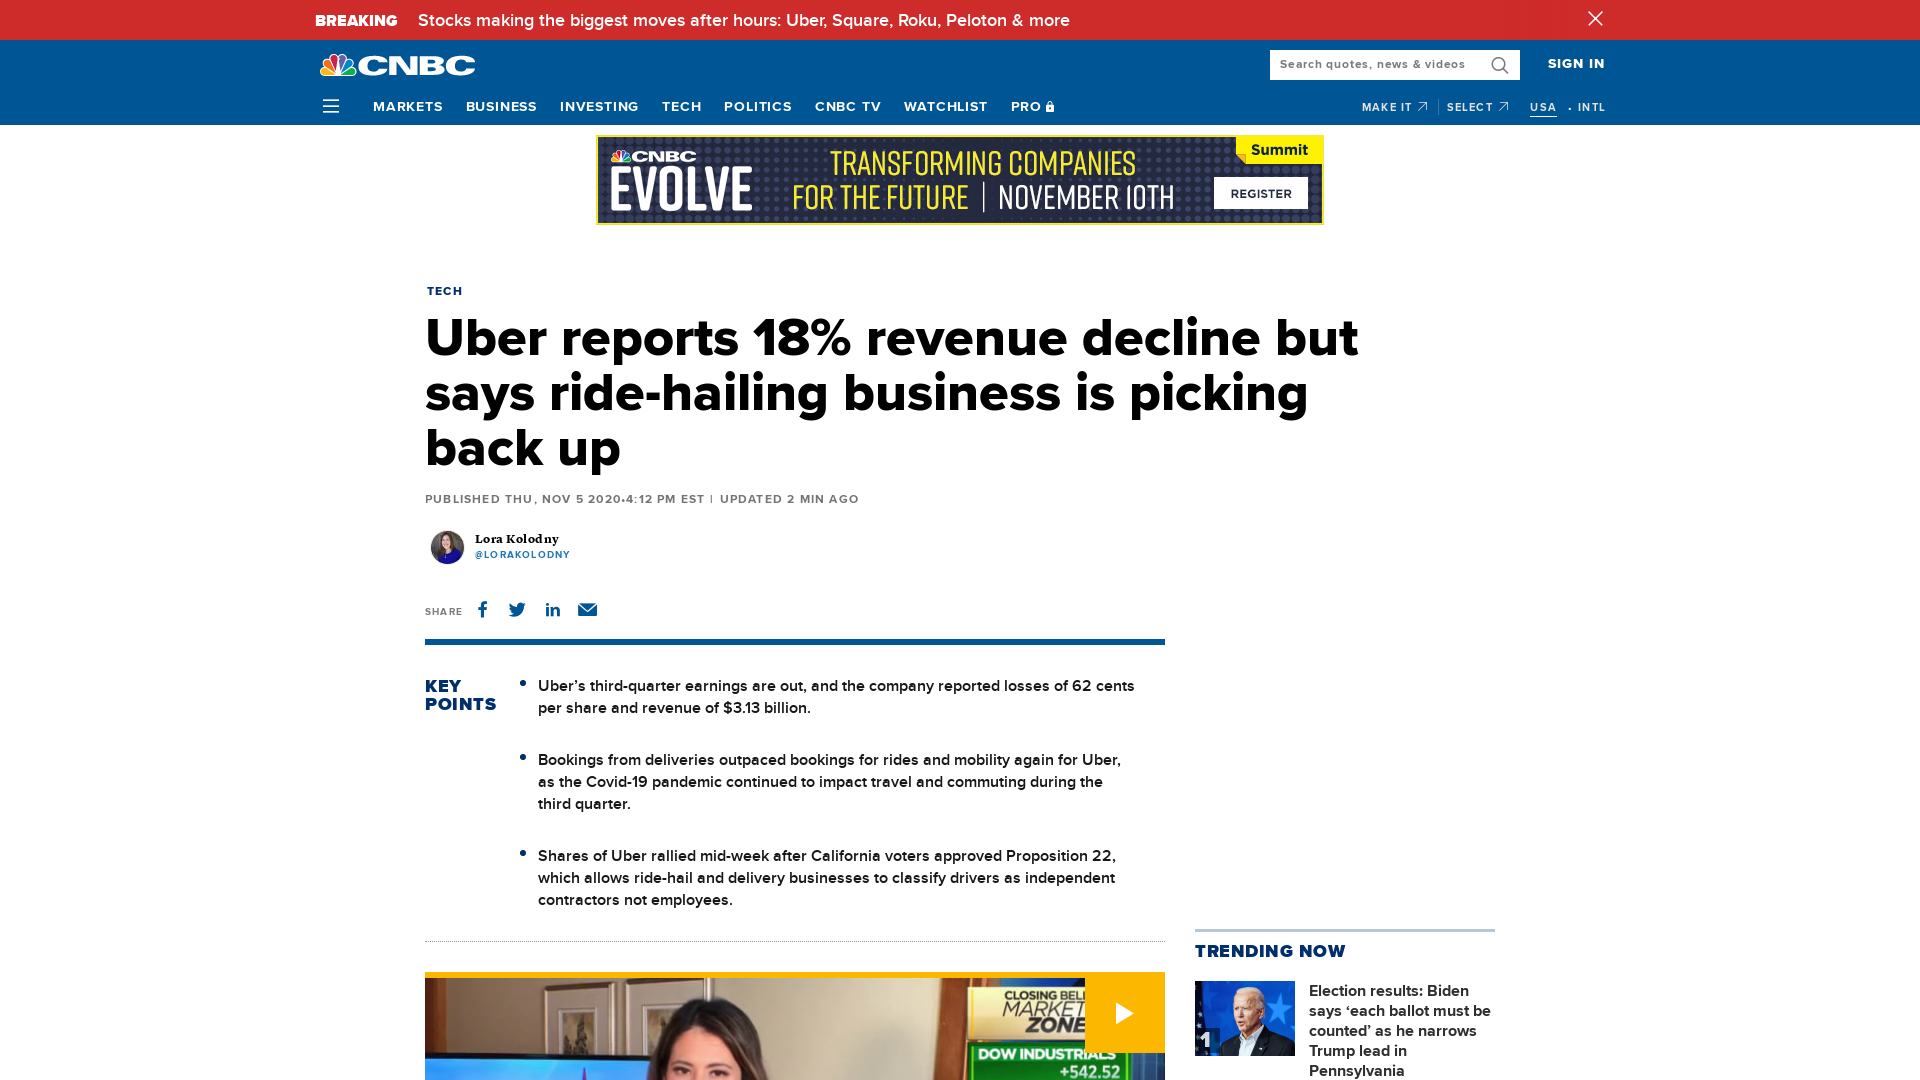 BREAKING Stocks making the biggest moves after hours: Uber, Square, Roku, Peloton & more
CNBC
Search quotes, news & videos
SIGN IN
MARKETS BUSINESS INVESTING TECH POLITICS CNBC TV WATCHLIST PRO
MAKE IT SELECT USA • INTL
CNBC
EVOLVE
TRANSFORMING COMPANIES
FOR THE FUTURE | NOVEMBER 10TH
Summit
REGISTER
TECH
Uber reports 18% revenue decline but
says ride-hailing business is picking
back up
PUBLISHED THU, NOV 5 2020•4:12 PM EST | UPDATED 2 MIN AGO
Lora Kolodny
@LORAKOLODNY
SHARE
KEY
POINTS
Uber’s third-quarter earnings are out, and the company reported losses of 62 cents
per share and revenue of $3.13 billion.
Bookings from deliveries outpaced bookings for rides and mobility again for Uber,
as the Covid-19 pandemic continued to impact travel and commuting during the
third quarter.
Shares of Uber rallied mid-week after California voters approved Proposition 22,
which allows ride-hail and delivery businesses to classify drivers as independent
contractors not employees.
CLOSING BELL
MARKET
ZONE
DOW INDUSTRIALS
+542.52
TRENDING NOW
1
Election results: Biden
says ‘each ballot must be
counted’ as he narrows
Trump lead in
Pennsylvania